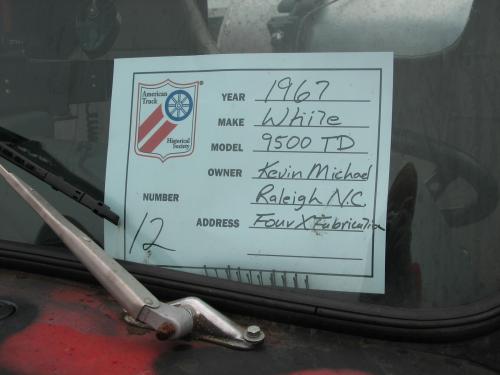 American
Truck
Historical
Society
®
YEAR 1967
MAKE White
MODEL 9500 TD
OWNER Kevin Michael
Raleigh N.C.
NUMBER 12
ADDRESS Four X Fabrication